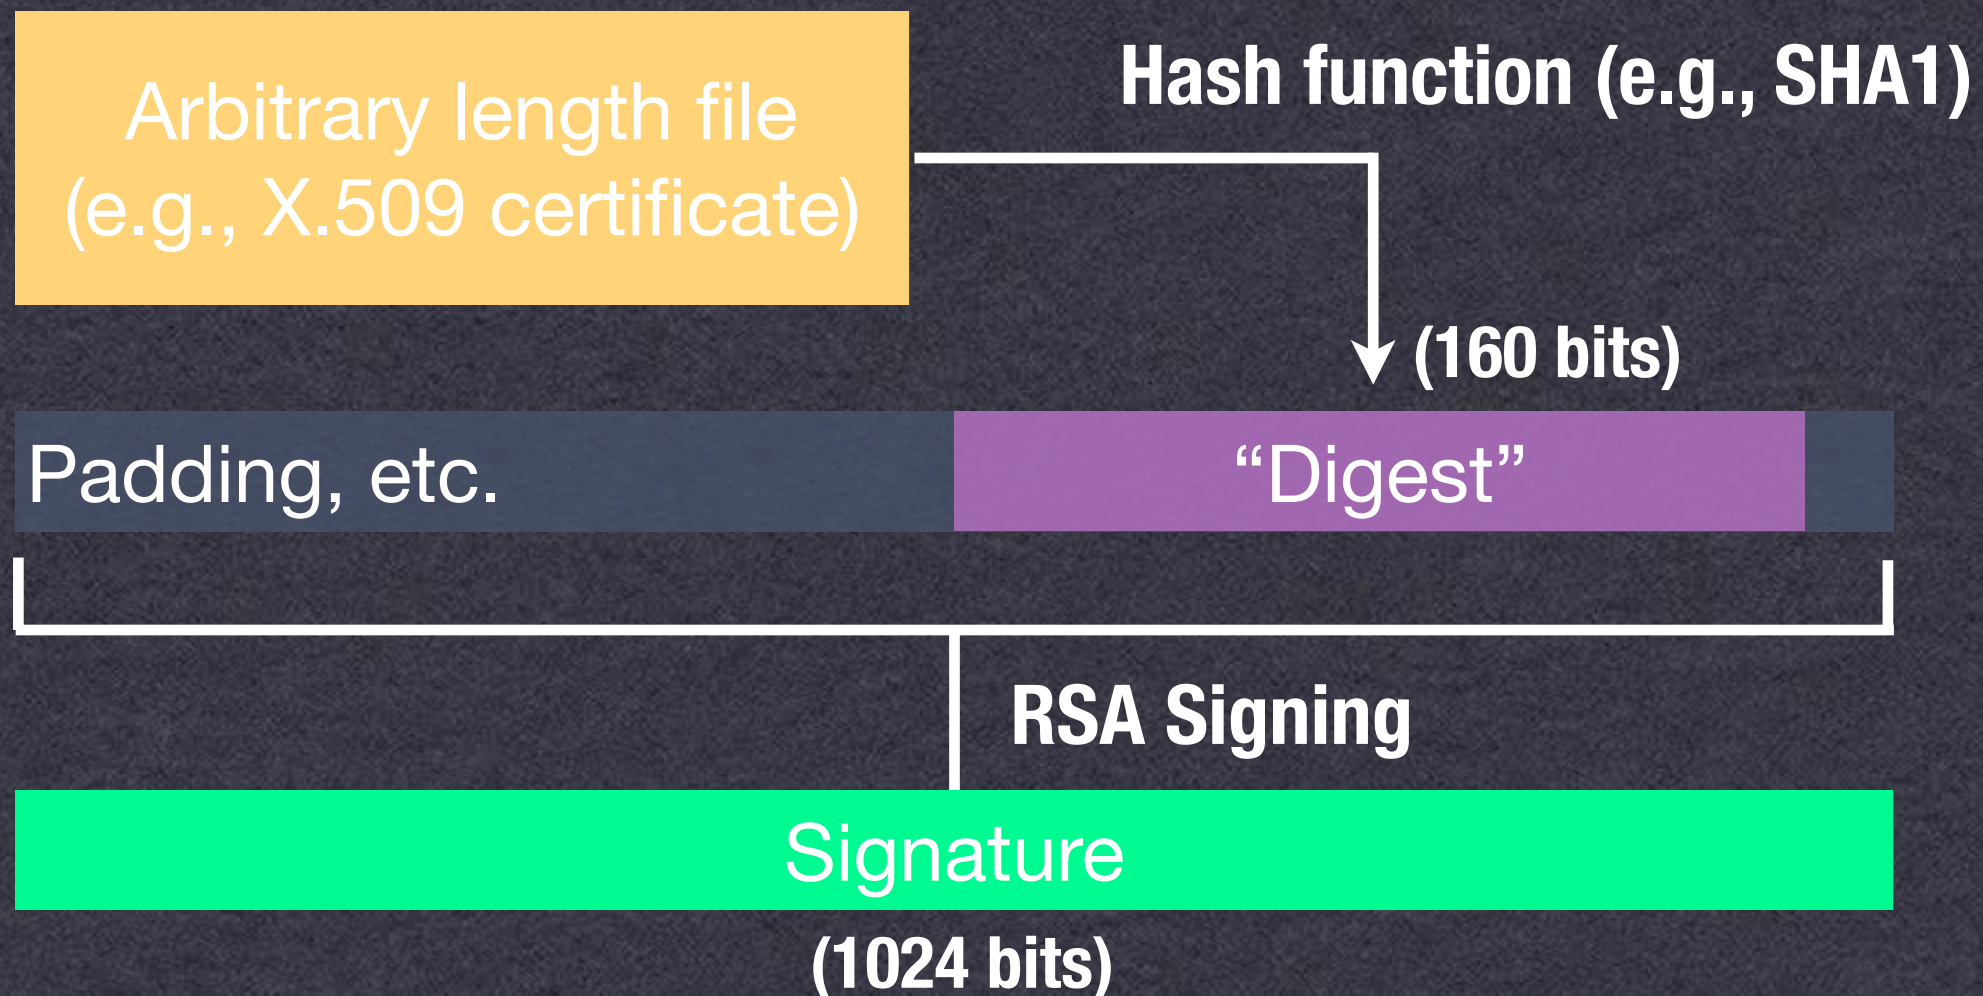 Arbitrary length file
(e.g., X.509 certificate)
Hash function (e.g., SHA1)
(160 bits)
Padding, etc.
“Digest”
RSA Signing
Signature
(1024 bits)